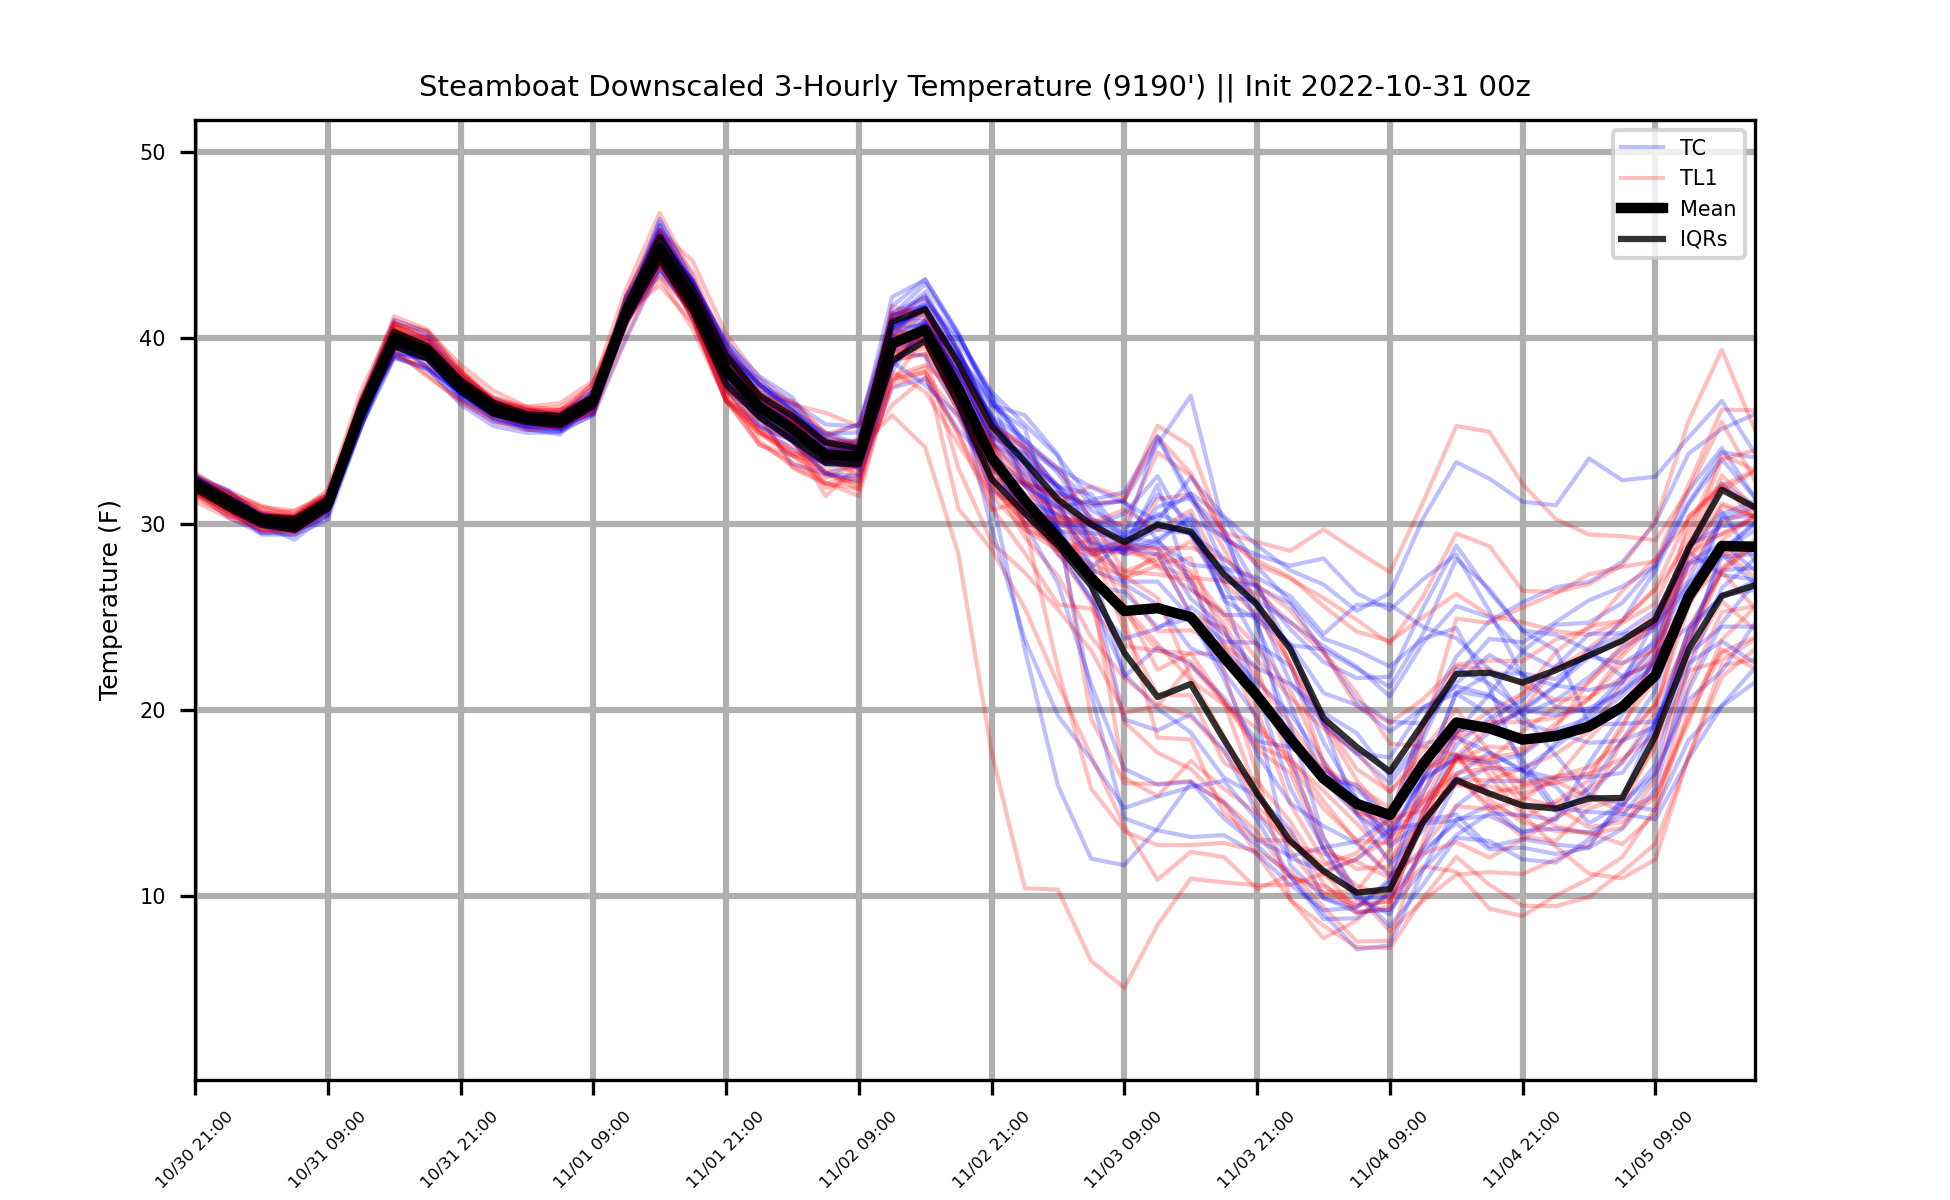 Steamboat Downscaled 3-Hourly Temperature (9190') || Init 2022-10-31 00z
TC
TL1
Mean
IQRs
Temperature (F)
50
40
30
20
10
10/30 21:00
10/31 09:00
10/31 21:00
11/01 09:00
11/01 21:00
11/02 09:00
11/02 21:00
11/03 09:00
11/03 21:00
11/04 09:00
11/04 21:00
11/05 09:00